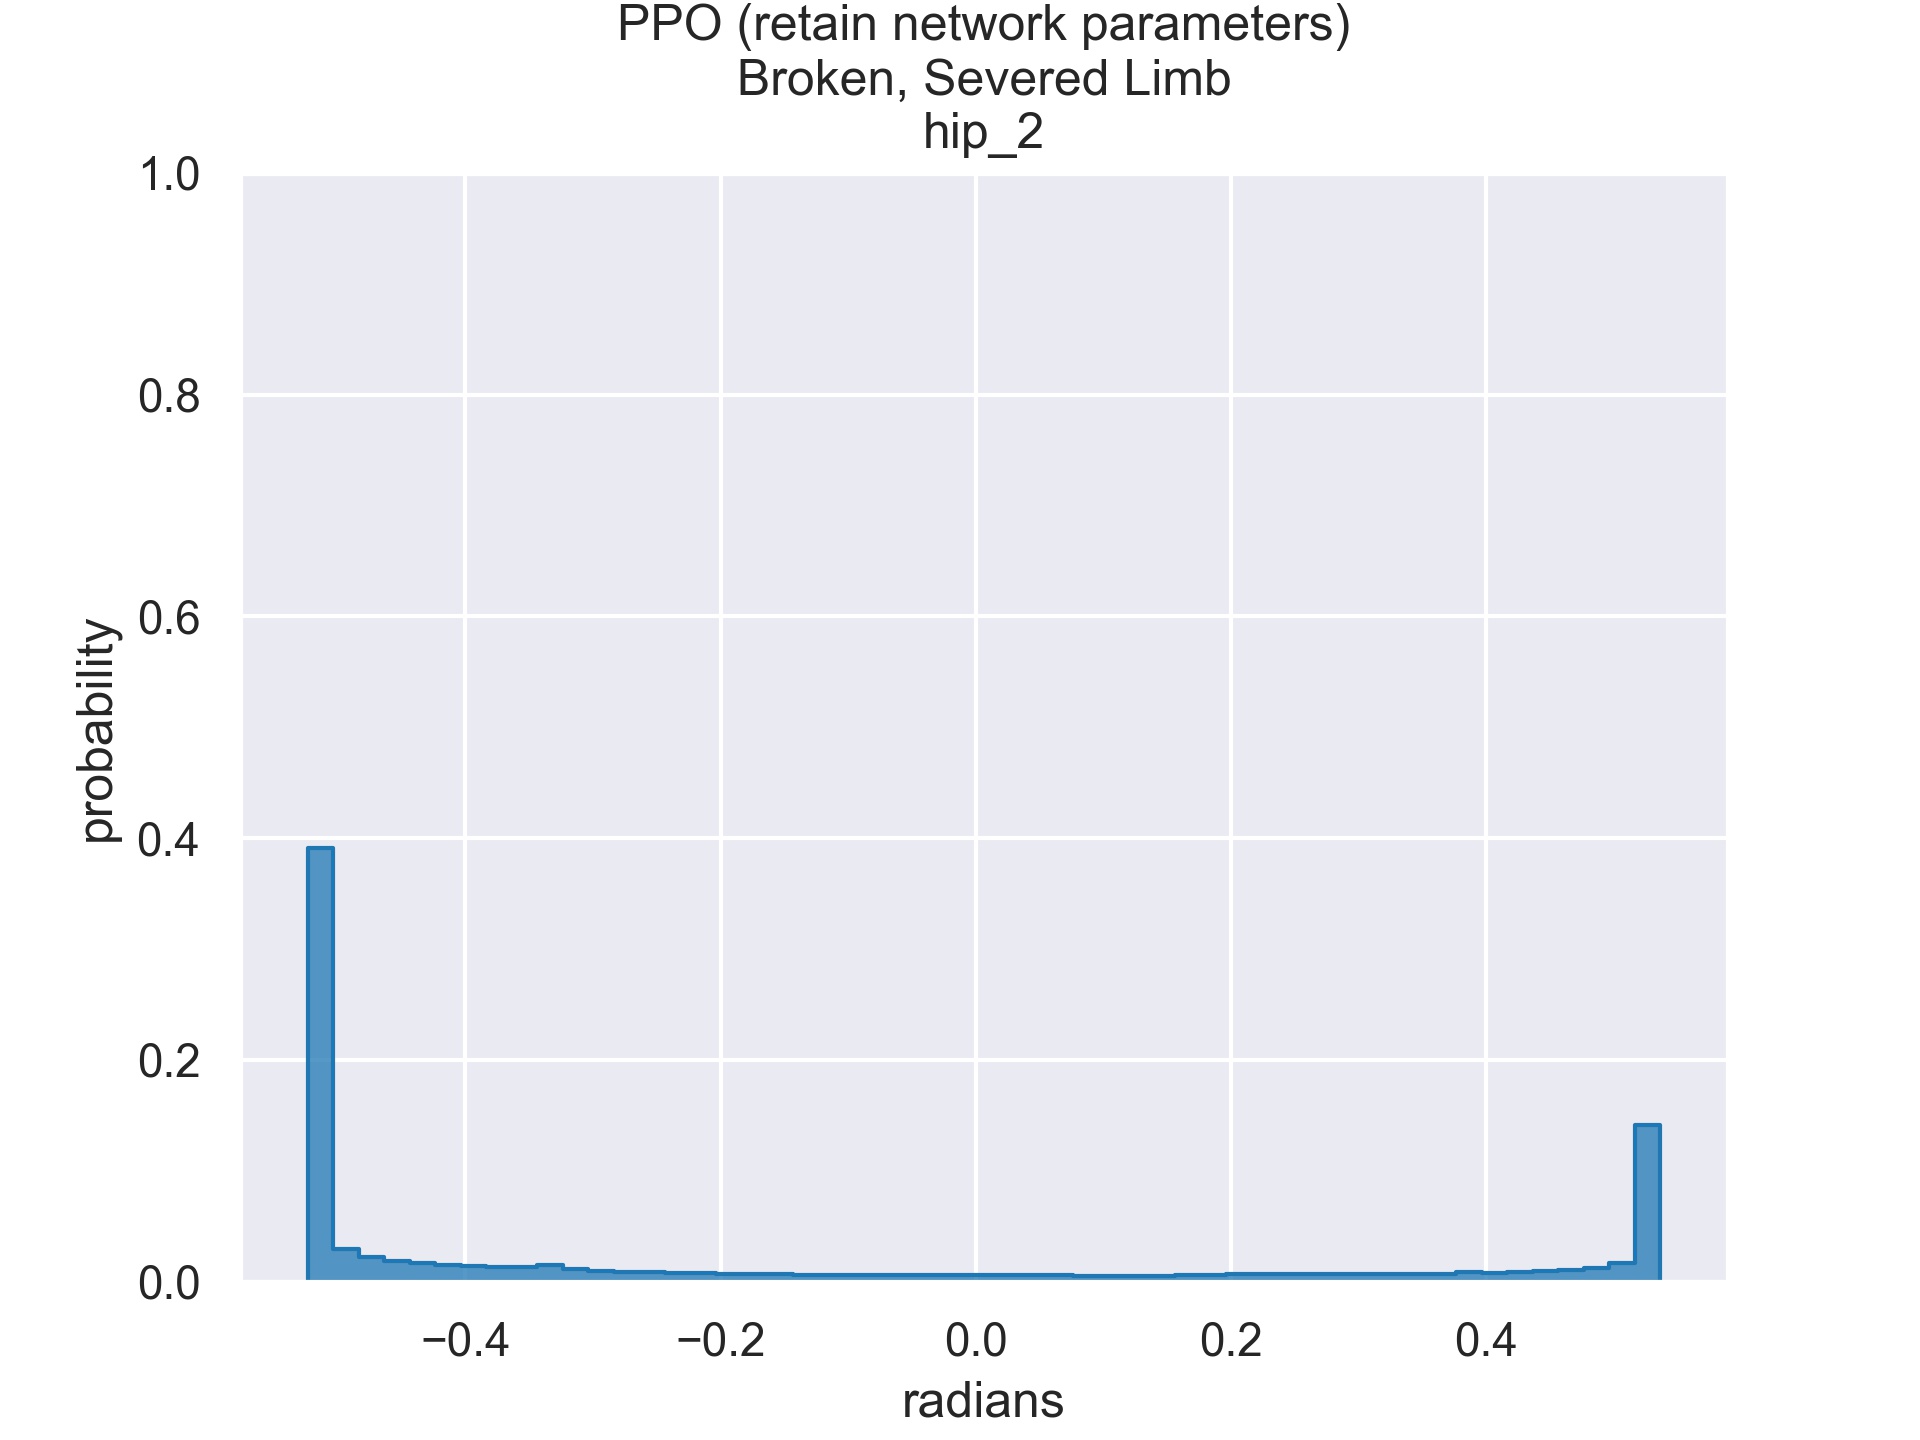 PPO (retain network parameters)
Broken, Severed Limb
hip_2
1.0
0.8
0.6
0.4
0.2
0.0
probability
−0.4
−0.2
0.0
0.2
0.4
radians